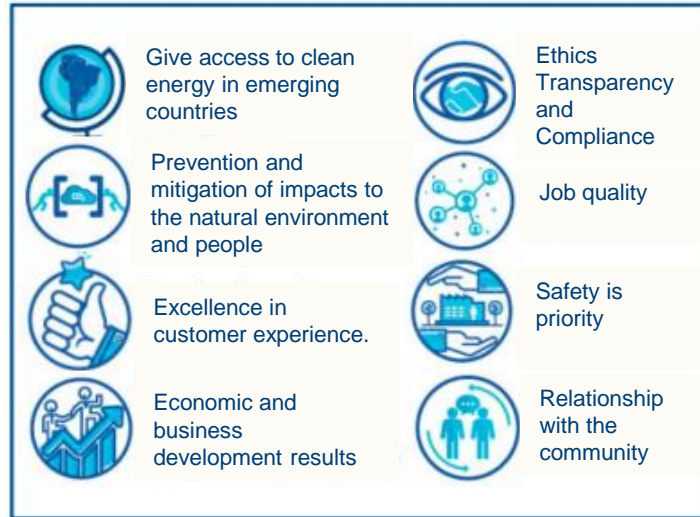 Give access to clean
energy in emerging
countries
Prevention and
mitigation of impacts to
the natural environment
and people
Excellence in
customer experience.
Economic and
business
development results
Ethics
Transparency
and
Compliance
Job quality
Safety is
priority
Relationship
with the
community